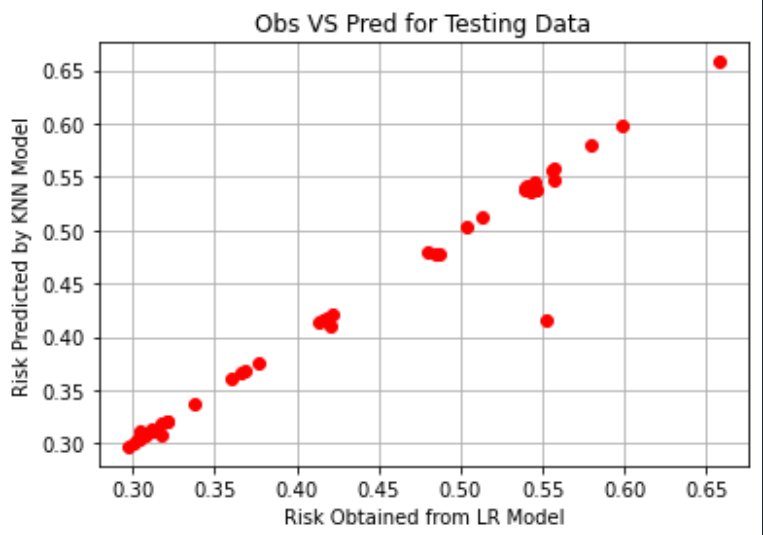 Obs VS Pred for Testing Data
Risk Predicted by KNN Model
0.65
0.60
0.55
0.50
0.45
0.40
0.35
0.30
0.30 0.35 0.40 0.45 0.50 0.55 0.60 0.65
Risk Obtained from LR Model